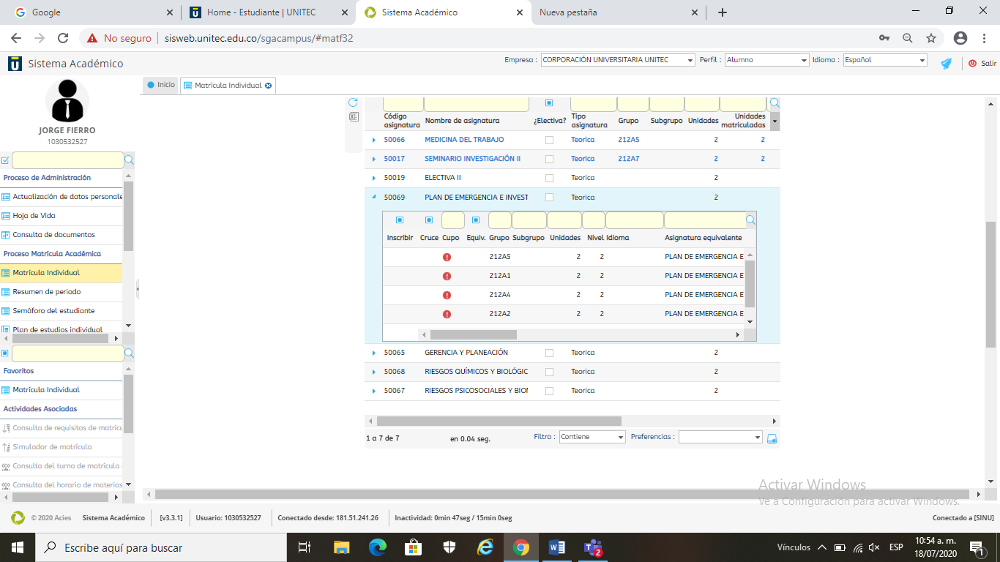 Google
Home - Estudiante | UNITEC
Sistema Académico
Nueva pestaña
No seguro
sisweb.unitec.edu.co/sgacampus/#matf32
Sistema Académico
Empresa : CORPORACIÓN UNIVERSITARIA UNITEC Perfil : Alumno Idioma : Español Salir
Inicio Matrícula Individual
JORGE FIERRO
1030532527
Proceso de Administración
Actualización de datos personale
Hoja de Vida
Consulta de documentos
Proceso Matrícula Académica
Matrícula Individual
Resumen de periodo
Semáforo del estudiante
Plan de estudios individual
Favoritos
Matrícula Individual
Actividades Asociadas
Consulta de requisitos de matrícu
Simulador de matrícula
Consulta del turno de matrícula
Consulta del horario de materias
Código asignatura Nombre de asignatura ¿Electiva? Tipo asignatura Grupo Subgrupo Unidades Unidades matriculadas
50066 MEDICINA DEL TRABAJO Teorica 212A5 2 2
50017 SEMINARIO INVESTIGACIÓN II Teorica 212A7 2 2
50019 ELECTIVA II Teorica 2
50069 PLAN DE EMERGENCIA E INVEST Teorica 2
Inscribir Cruce Cupo Equiv. Grupo Subgrupo Unidades Nivel Idioma Asignatura equivalente
212A5 2 2 PLAN DE EMERGENCIA E
212A1 2 2 PLAN DE EMERGENCIA E
212A4 2 2 PLAN DE EMERGENCIA E
212A2 2 2 PLAN DE EMERGENCIA E
50065 GERENCIA Y PLANEACIÓN Teorica 2
50068 RIESGOS QUÍMICOS Y BIOLÓGIC Teorica 2
50067 RIESGOS PSICOSOCIALES Y BION Teorica 2
1 a 7 de 7 en 0.04 seg. Filtro : Contiene Preferencias :
Activar Windows
Ve a Configuración para activar Windows.
© 2020 Acies Sistema Académico [v3.3.1] Usuario: 1030532527 Conectado desde: 181.51.241.26 Inactividad: 0min 47seg / 15min 0seg Conectado a [SINU]
Escribe aquí para buscar
2
Vínculos ESP 10:54 a. m.
18/07/2020
1